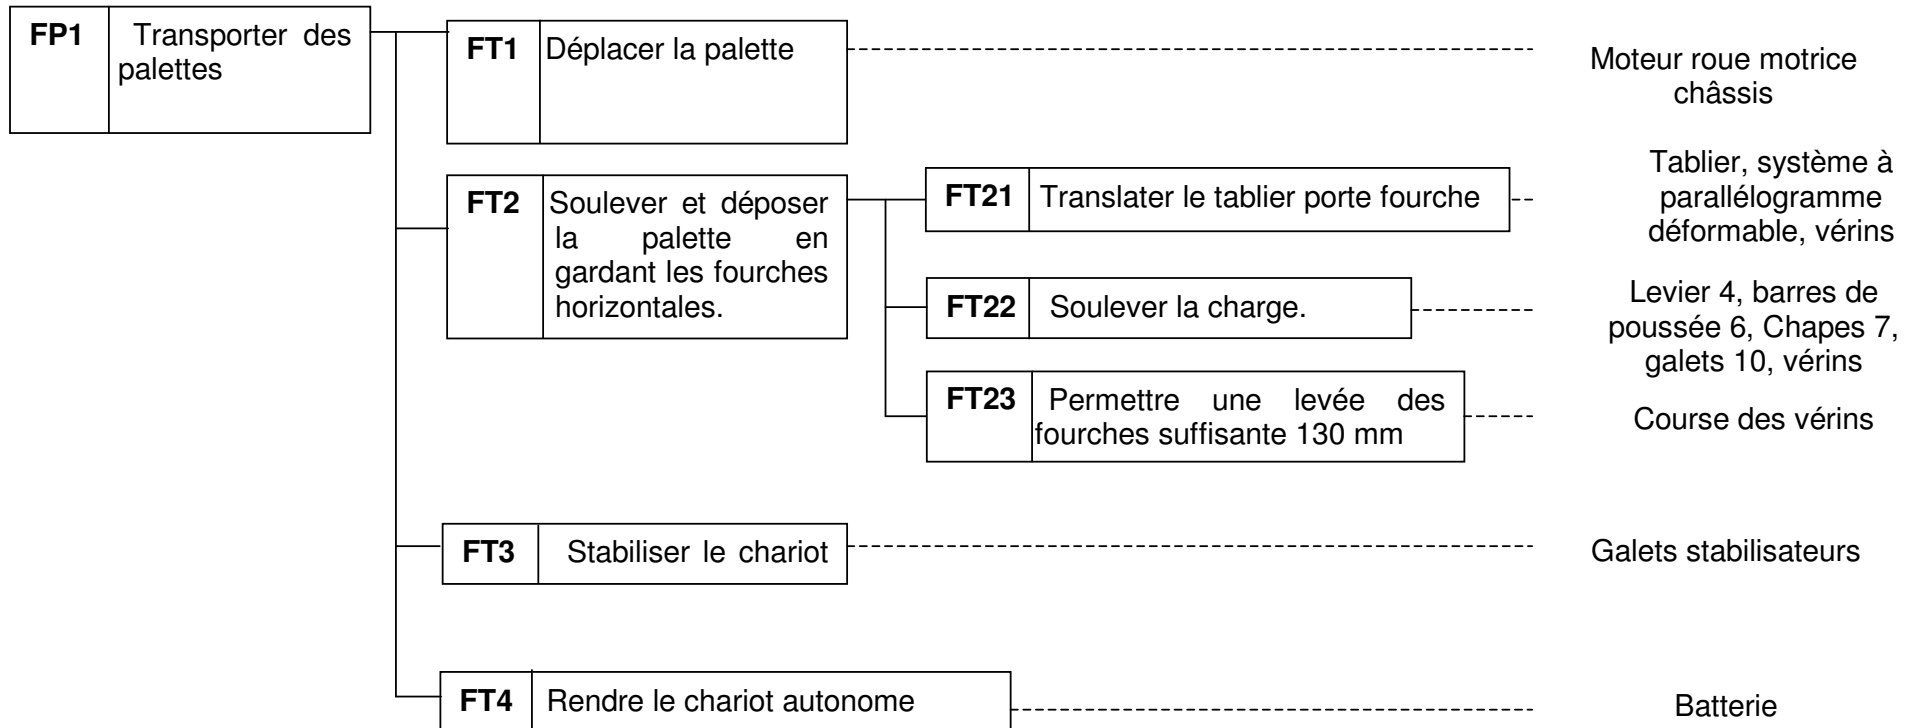 FP1 Transporter des
palettes
FT1 Déplacer la palette
Moteur roue motrice
châssis
FT2 Soulever et déposer
la palette en
gardant les fourches
horizontales.
FT21 Translater le tablier porte fourche
Tablier, système à
parallélogramme
déformable, vérins
FT22 Soulever la charge.
Levier 4, barres de
poussée 6, Chapes 7,
galets 10, vérins
FT23 Permettre une levée des
fourches suffisante 130 mm
Course des vérins
FT3 Stabiliser le chariot
Galets stabilisateurs
FT4 Rendre le chariot autonome
Batterie